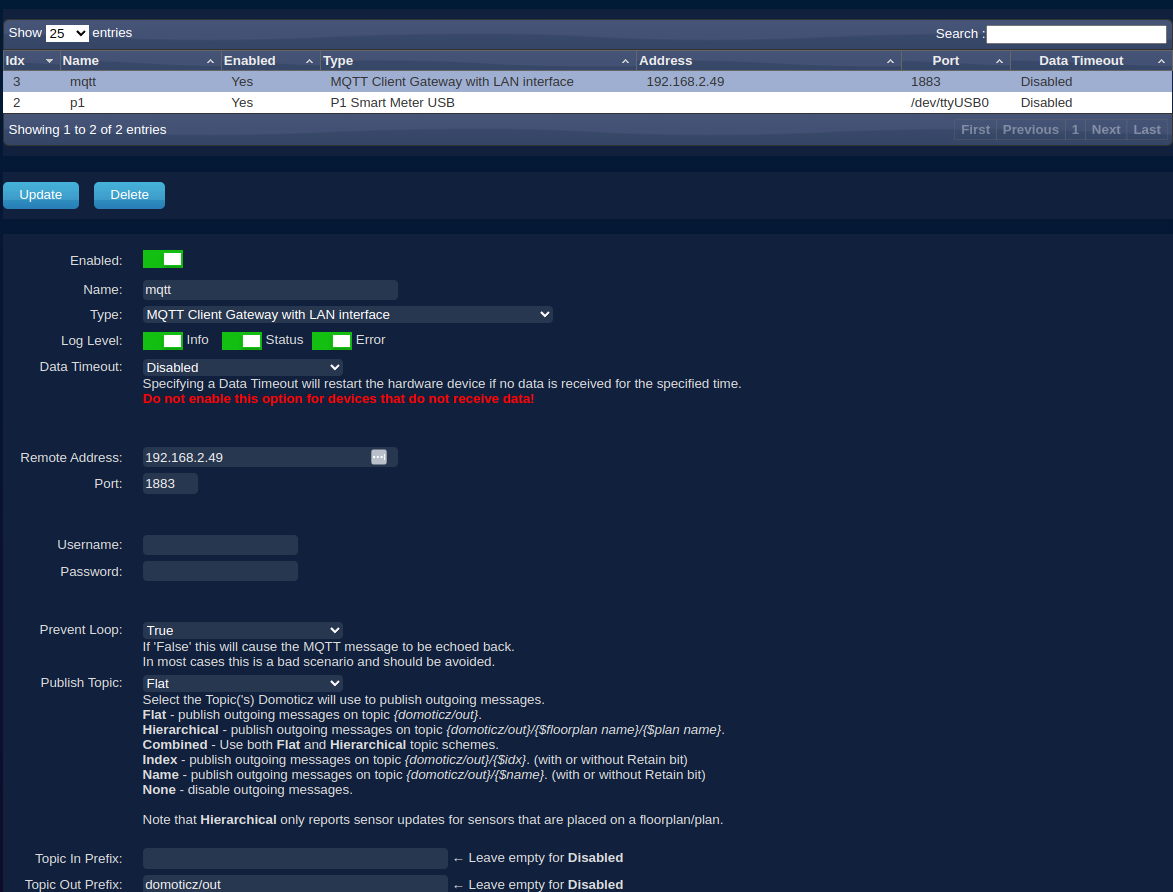 Show 25 entries Search :
Idx Name Enabled Type Address Port Data Timeout
3 mqtt Yes MQTT Client Gateway with LAN interface 192.168.2.49 1883 Disabled
2 p1 Yes P1 Smart Meter USB /dev/ttyUSB0 Disabled
Showing 1 to 2 of 2 entries First Previous 1 Next Last
Update Delete
Enabled:
Name: mqtt
Type: MQTT Client Gateway with LAN interface
Log Level: Info Status Error
Data Timeout: Disabled
Specifying a Data Timeout will restart the hardware device if no data is received for the specified time.
Do not enable this option for devices that do not receive data!
Remote Address: 192.168.2.49
Port: 1883
Username:
Password:
Prevent Loop: True
If 'False' this will cause the MQTT message to be echoed back.
In most cases this is a bad scenario and should be avoided.
Publish Topic: Flat
Select the Topic('s) Domoticz will use to publish outgoing messages.
Flat - publish outgoing messages on topic {domoticz/out}.
Hierarchical - publish outgoing messages on topic {domoticz/out}/{$floorplan name}/{$plan name}.
Combined - Use both Flat and Hierarchical topic schemes.
Index - publish outgoing messages on topic {domoticz/out}/{$idx}. (with or without Retain bit)
Name - publish outgoing messages on topic {domoticz/out}/{$name}. (with or without Retain bit)
None - disable outgoing messages.
Note that Hierarchical only reports sensor updates for sensors that are placed on a floorplan/plan.
Topic In Prefix: ← Leave empty for Disabled
Topic Out Prefix: domoticz/out ← Leave empty for Disabled